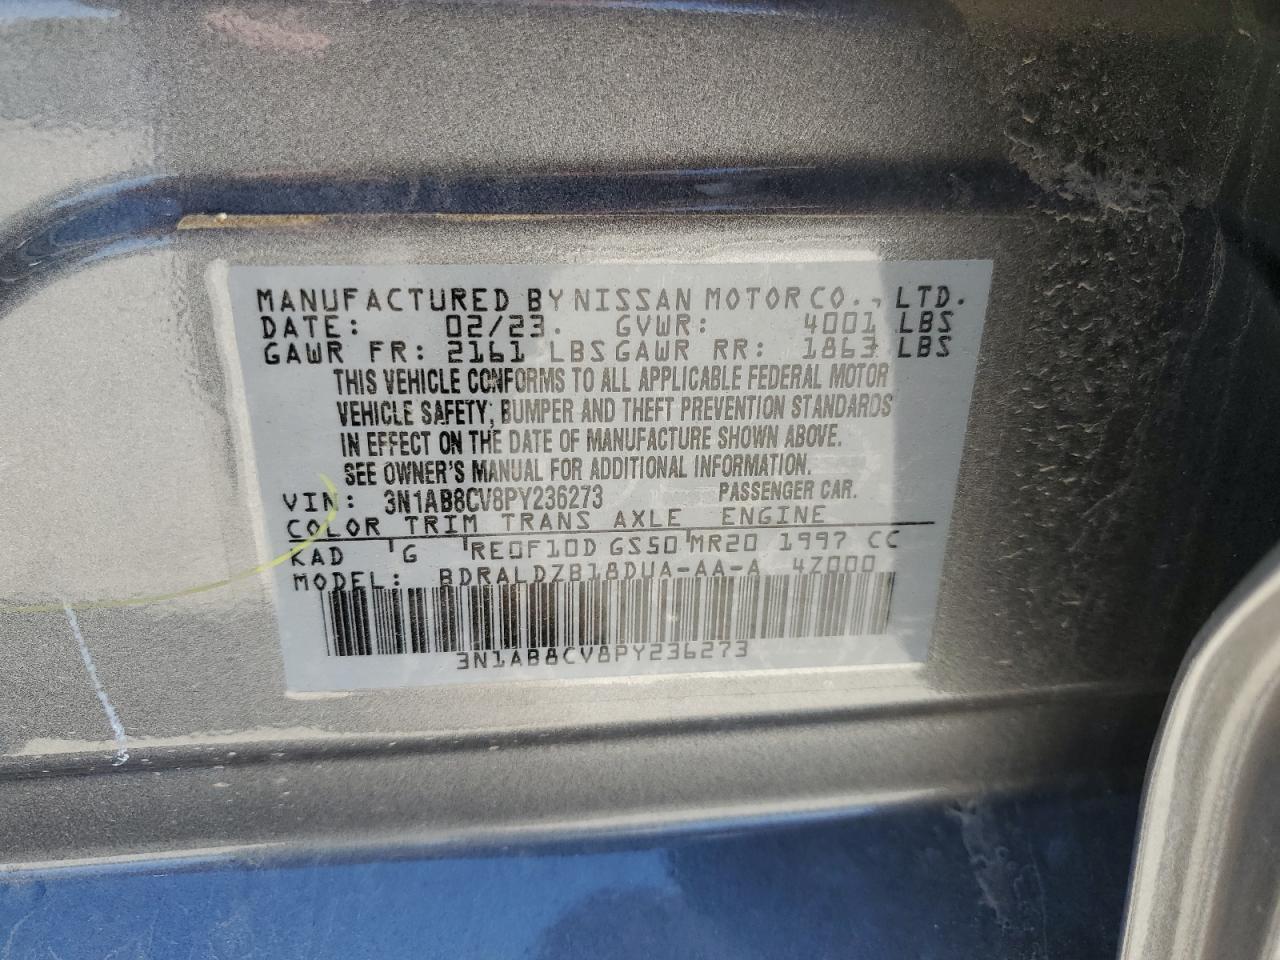 MANUFACTURED BY NISSAN MOTOR CO., LTD.
DATE: 02/23. GVWR: 4001 LBS
GAWR FR: 2161 LBS GAWR RR: 1863 LBS
THIS VEHICLE CONFORMS TO ALL APPLICABLE FEDERAL MOTOR
VEHICLE SAFETY, BUMPER AND THEFT PREVENTION STANDARDS
IN EFFECT ON THE DATE OF MANUFACTURE SHOWN ABOVE.
SEE OWNER'S MANUAL FOR ADDITIONAL INFORMATION.
VIN: 3N1AB8CV8PY236273 PASSENGER CAR.
COLOR TRIM TRANS AXLE ENGINE
KAD G RE0F10D GS50 MR20 1997 CC
MODEL: BDRALDZB18DUA-AA-A 4Z000
3N1AB8CV8PY236273